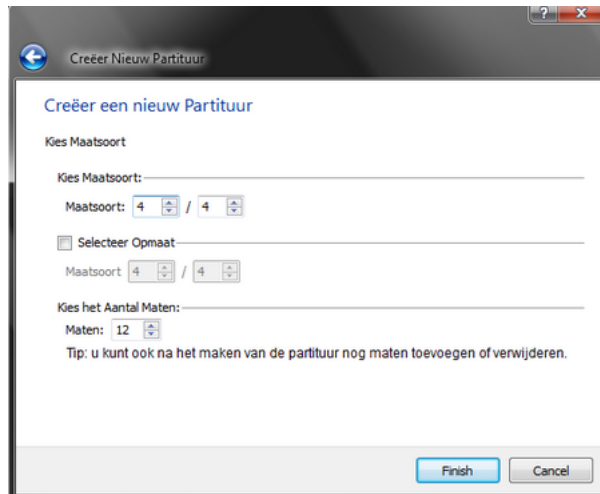 Creëer Nieuw Partituur
Creëer een nieuw Partituur
Kies Maatsoort
Kies Maatsoort:
Maatsoort: 4 / 4
Selecteer Opmaat
Maatsoort 4 / 4
Kies het Aantal Maten:
Maten: 12
Tip: u kunt ook na het maken van de partituur nog maten toevoegen of verwijderen.
Finish Cancel